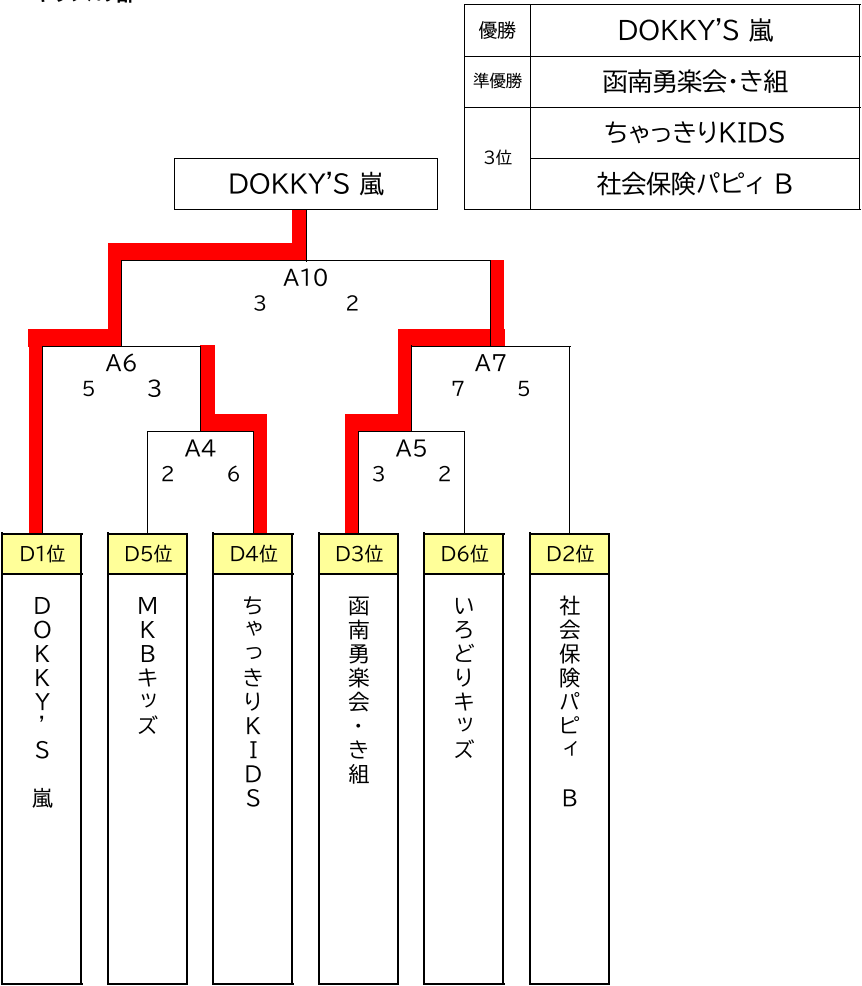 優勝 DOKKY'S 嵐
準優勝 函南勇楽会・き組
3位 ちゃっきりKIDS
社会保険パピィ B
DOKKY'S 嵐
A10
3 2
A6 A7
5 3 7 5
A4 A5
2 6 3 2
D1位 D5位 D4位 D3位 D6位 D2位
DOKKY'S 嵐
MKBキッズ
ちゃっきりKIDS
函南勇楽会・き組
いろどりキッズ
社会保険パピィ B